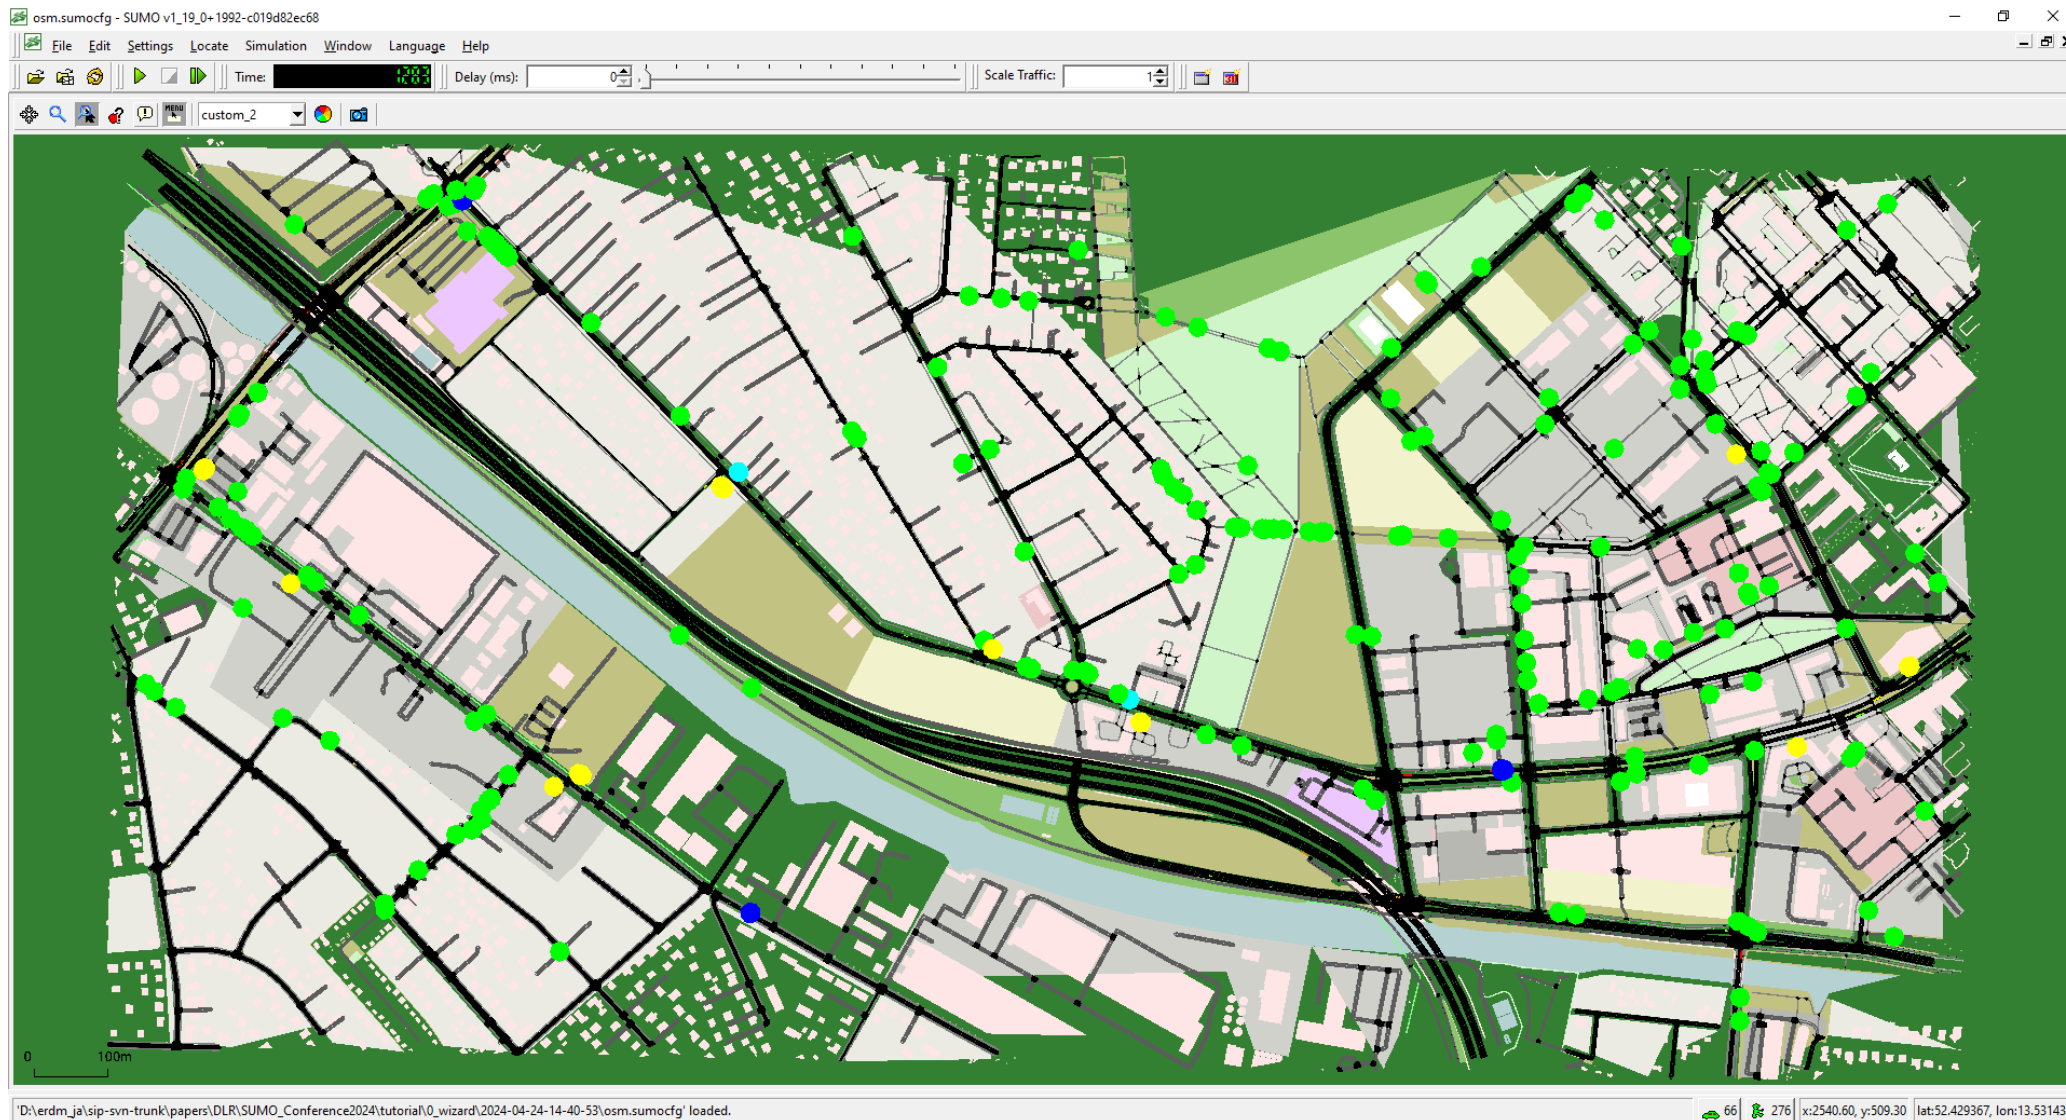 osm.sumocfg - SUMO v1_19_0+1992-c019d82ec68
File Edit Settings Locate Simulation Window Language Help
Time: 1283 Delay (ms): 0 Scale Traffic: 1
MENU custom_2
0 100m
'D:\erdm_ja\sip-svn-trunk\papers\DLR\SUMO_Conference2024\tutorial\0_wizard\2024-04-24-14-40-53\osm.sumocfg' loaded. 66 276 x:2540.60, y:509.30 lat:52.429367, lon:13.53143